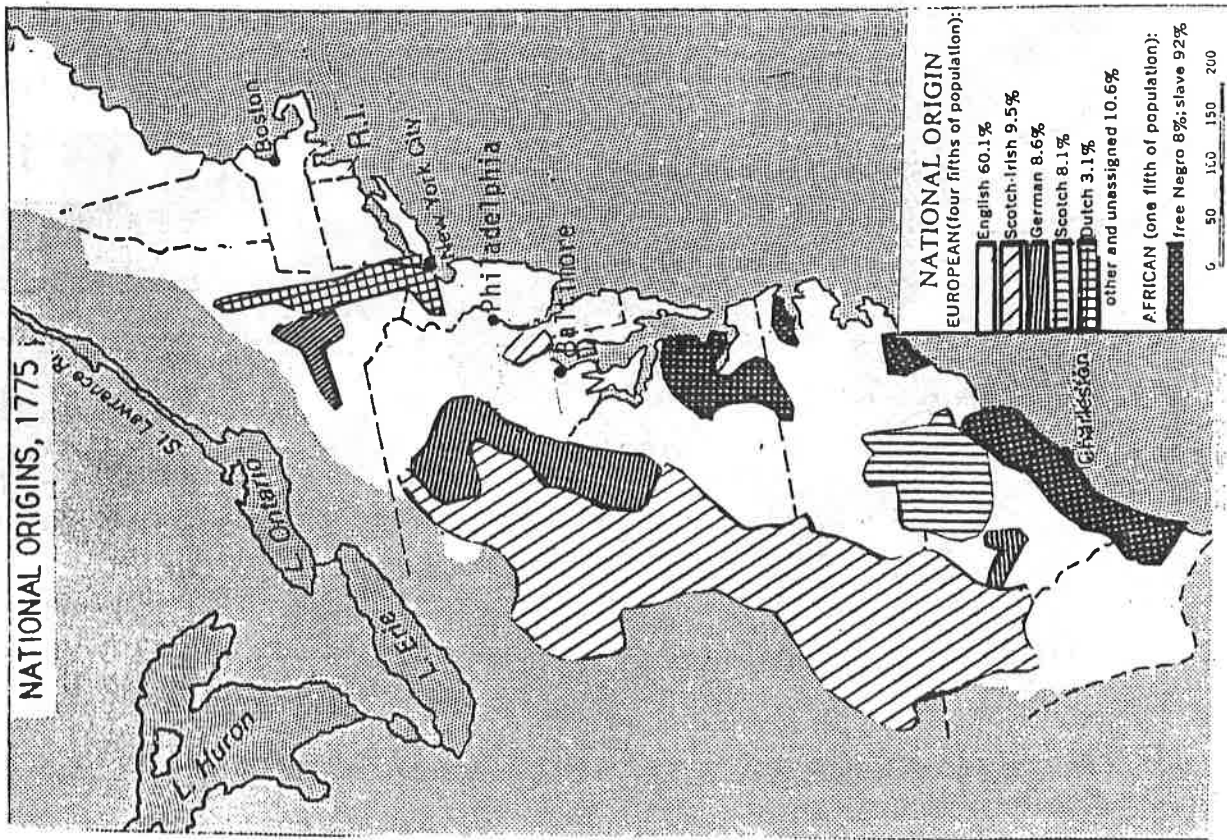 NATIONAL ORIGINS, 1775
St. Lawrence R.
L. Ontario
L. Erie
L. Huron
Boston
R.I.
New York City
Philadelphia
Baltimore
Charleston
NATIONAL ORIGIN
EUROPEAN (four fifths of population):
English 60.1%
Scotch-Irish 9.5%
German 8.6%
Scotch 8.1%
Dutch 3.1%
other and unassigned 10.6%
AFRICAN (one fifth of population):
free Negro 8%; slave 92%
0 50 100 150 200